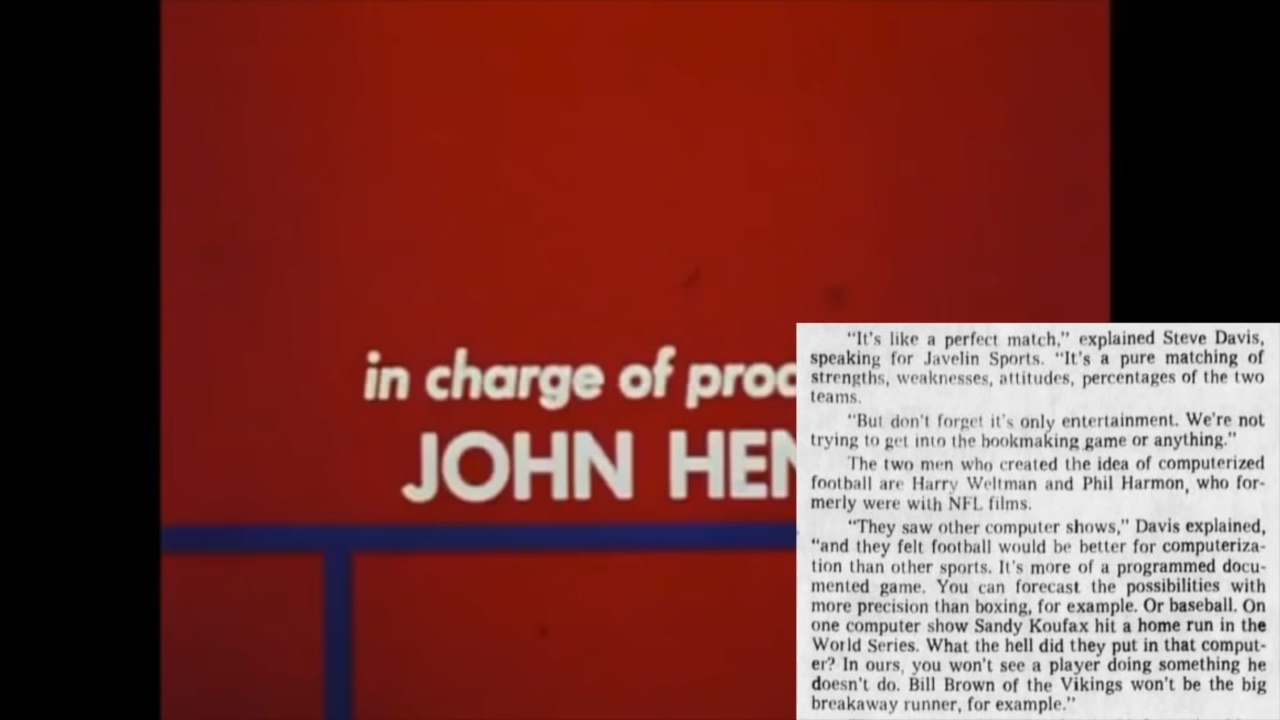 in charge of proc
JOHN HEN
“It’s like a perfect match,” explained Steve Davis,
speaking for Javelin Sports. “It’s a pure matching of
strengths, weaknesses, attitudes, percentages of the two
teams.
“But don’t forget it’s only entertainment. We’re not
trying to get into the bookmaking game or anything.”
The two men who created the idea of computerized
football are Harry Weltman and Phil Harmon, who for-
merly were with NFL films.
“They saw other computer shows,” Davis explained,
“and they felt football would be better for computeriza-
tion than other sports. It’s more of a programmed docu-
mented game. You can forecast the possibilities with
more precision than boxing, for example. Or baseball. On
one computer show Sandy Koufax hit a home run in the
World Series. What the hell did they put in that comput-
er? In ours, you won’t see a player doing something he
doesn’t do. Bill Brown of the Vikings won’t be the big
breakaway runner, for example.”